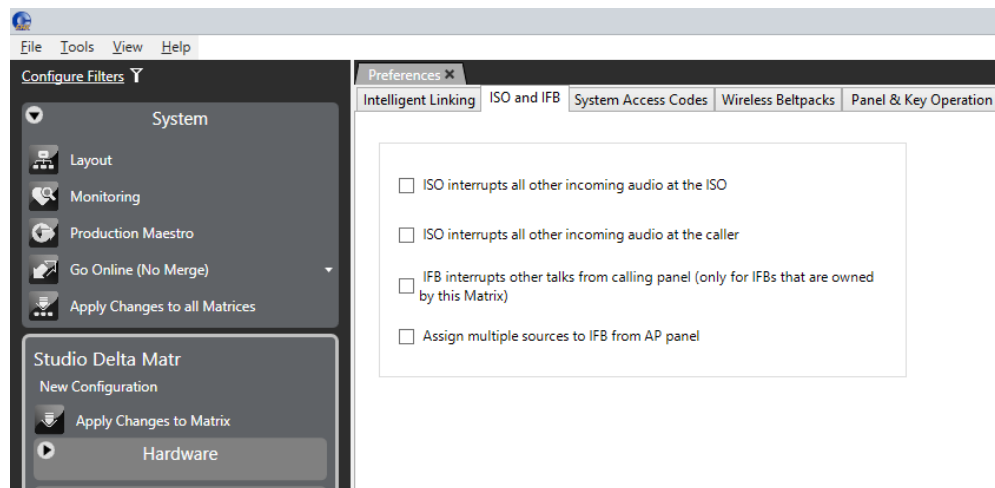 File Tools View Help
Configure Filters
Preferences
Intelligent Linking ISO and IFB System Access Codes Wireless Beltpacks Panel & Key Operation
System
Layout
Monitoring
Production Maestro
Go Online (No Merge)
Apply Changes to all Matrices
Studio Delta Matr
New Configuration
Apply Changes to Matrix
Hardware
ISO interrupts all other incoming audio at the ISO
ISO interrupts all other incoming audio at the caller
IFB interrupts other talks from calling panel (only for IFBs that are owned
by this Matrix)
Assign multiple sources to IFB from AP panel